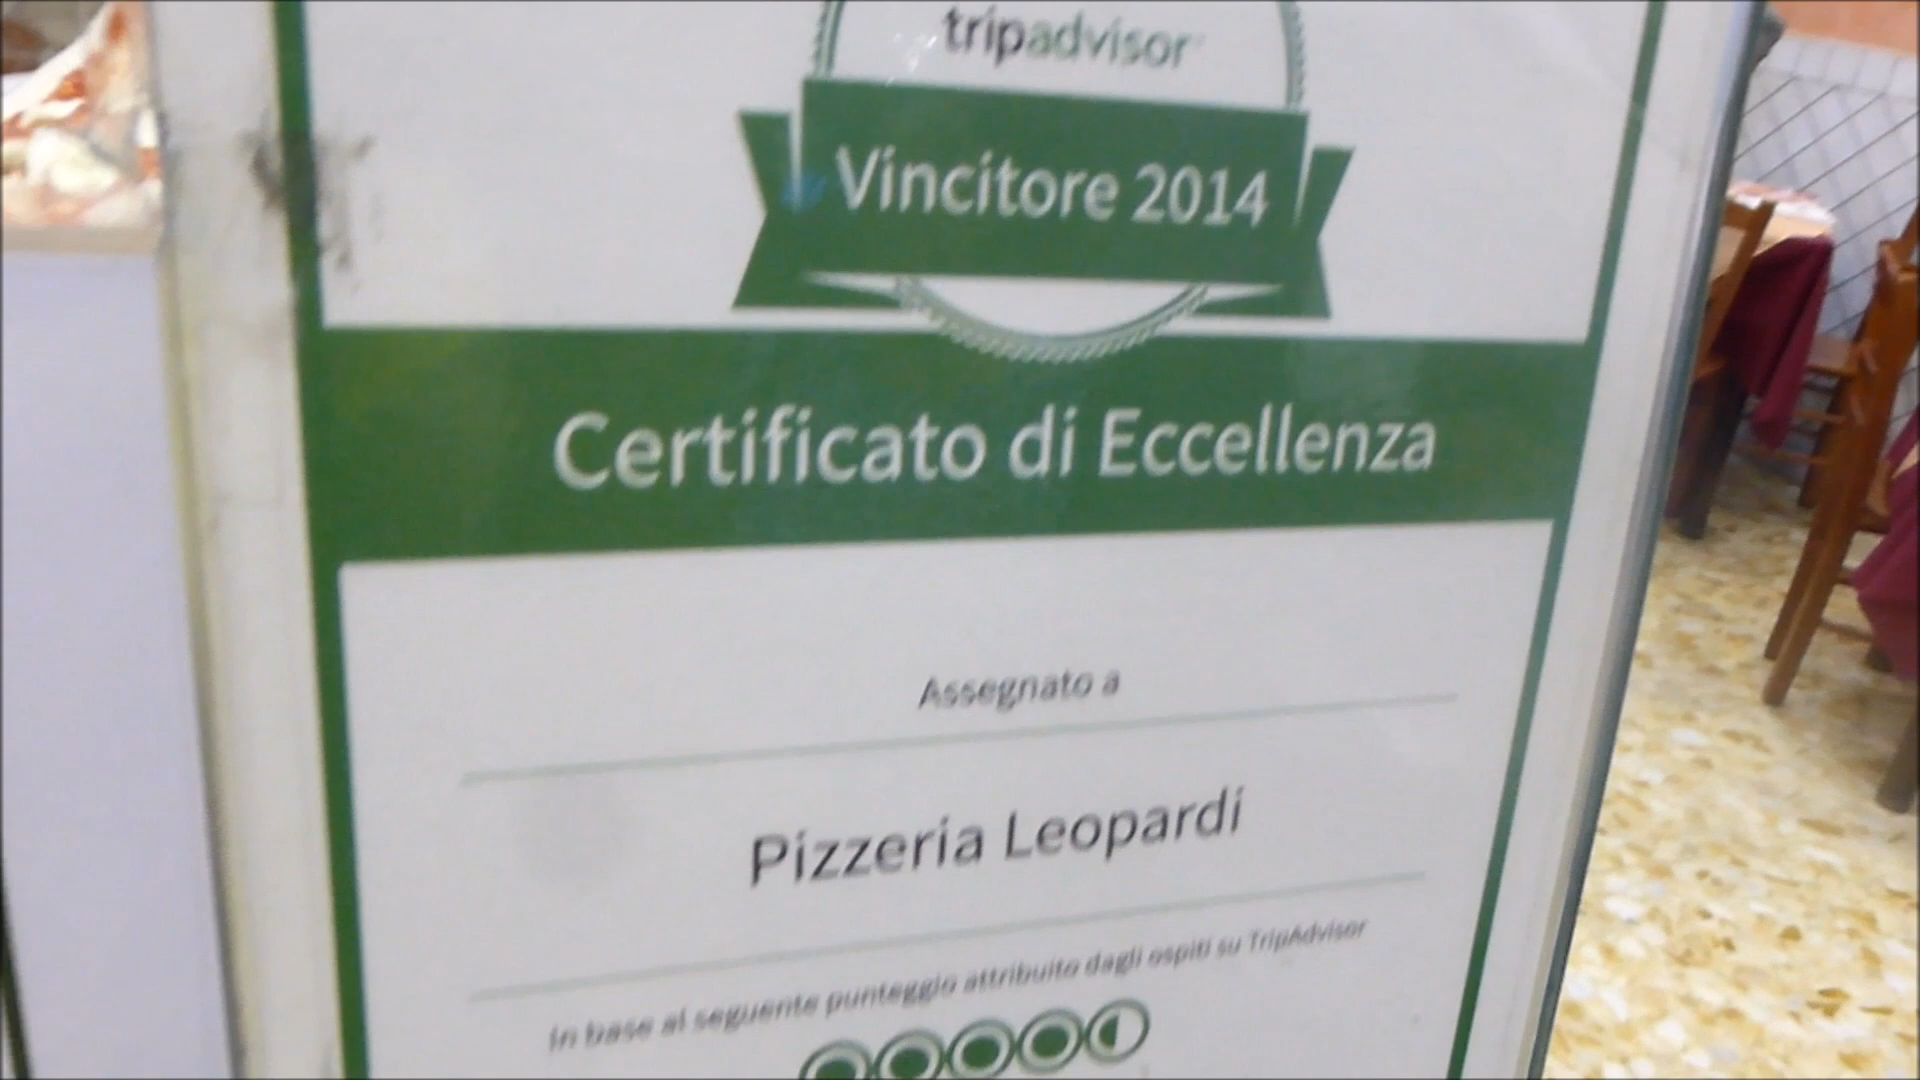 tripadvisor
Vincitore 2014
Certificato di Eccellenza
Assegnato a
Pizzeria Leopardi
In base al seguente punteggio attribuito dagli ospiti su TripAdvisor